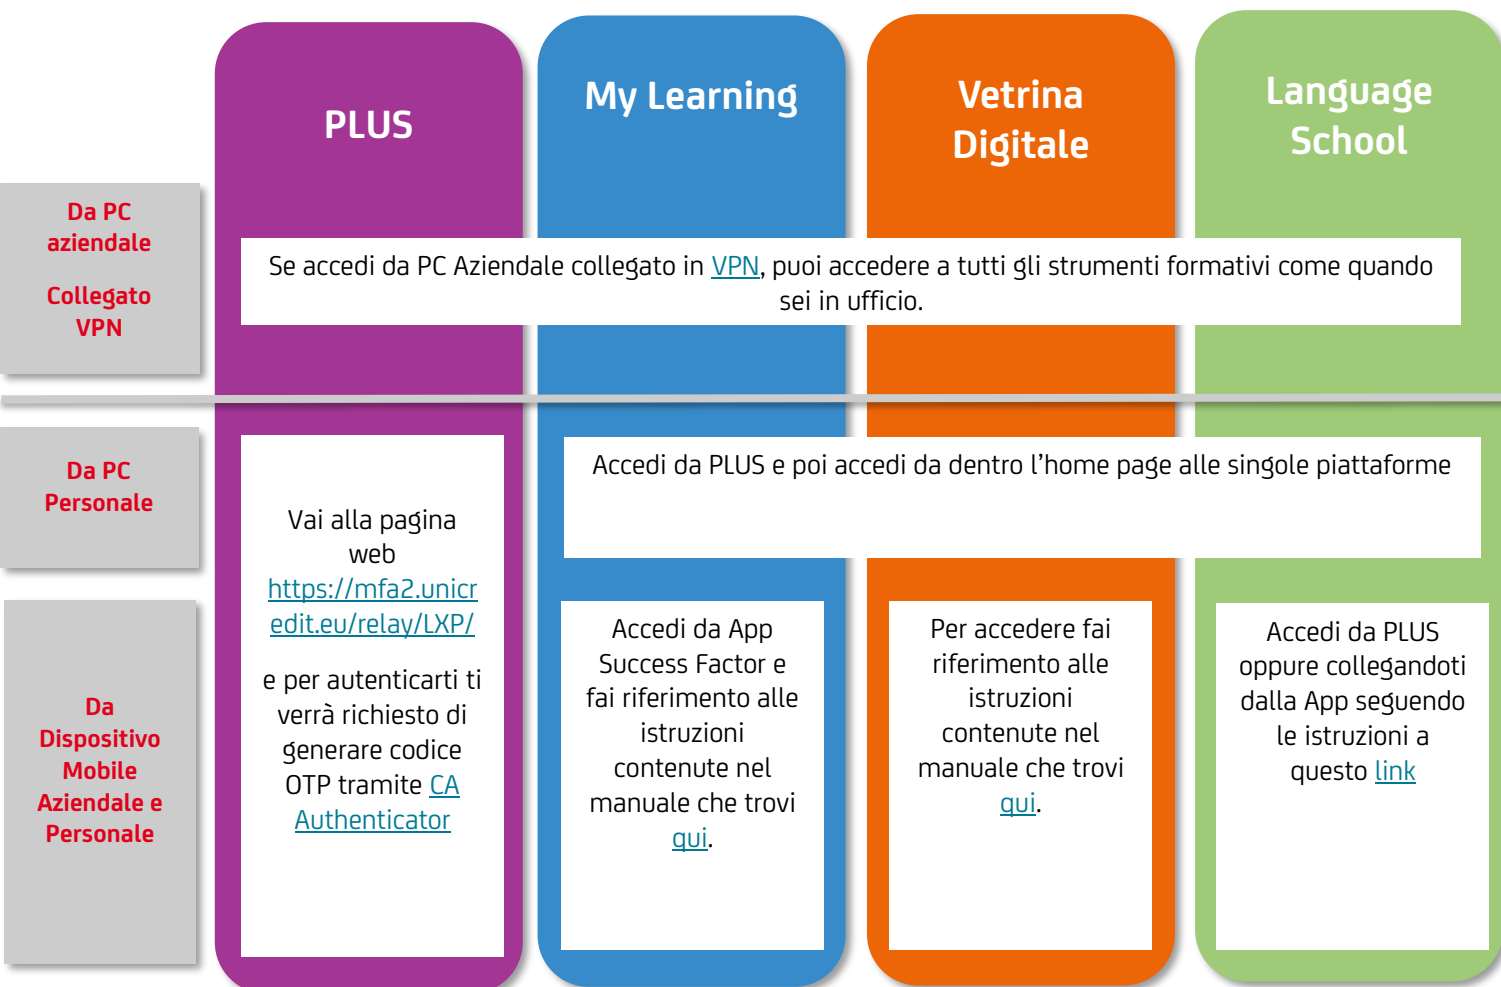 PLUS
My Learning
Vetrina
Digitale
Language
School
Da PC
aziendale
Collegato
VPN
Se accedi da PC Aziendale collegato in VPN, puoi accedere a tutti gli strumenti formativi come quando
sei in ufficio.
Da PC
Personale
Vai alla pagina
web
https://mfa2.unicr
edit.eu/relay/LXP/
e per autenticarti ti
verrà richiesto di
generare codice
OTP tramite CA
Authenticator
Accedi da PLUS e poi accedi da dentro l’home page alle singole piattaforme
Da
Dispositivo
Mobile
Aziendale e
Personale
Accedi da App
Success Factor e
fai riferimento alle
istruzioni
contenute nel
manuale che trovi
qui.
Per accedere fai
riferimento alle
istruzioni
contenute nel
manuale che trovi
qui.
Accedi da PLUS
oppure collegandoti
dalla App seguendo
le istruzioni a
questo link